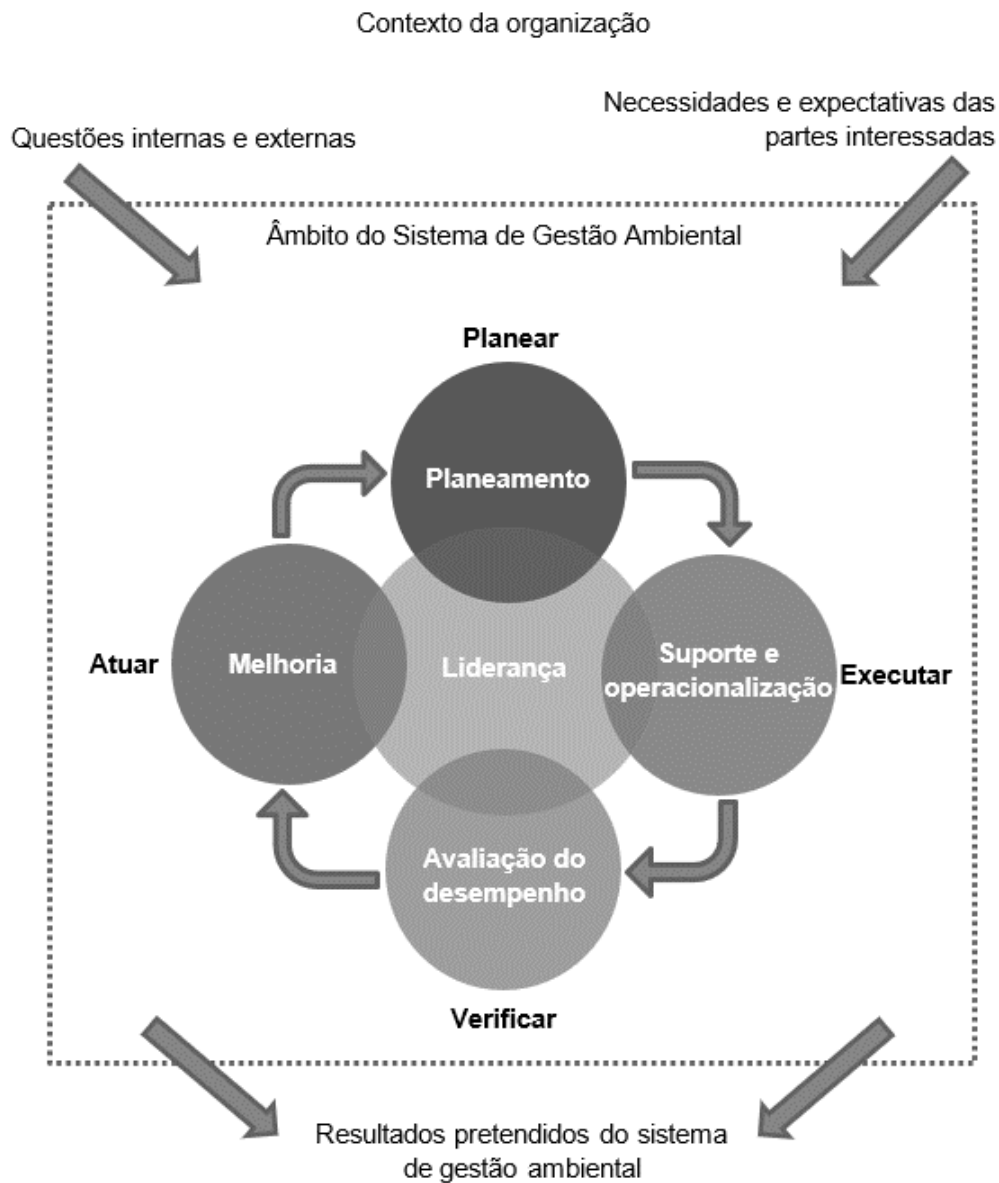 Contexto da organização
Necessidades e expectativas das
partes interessadas
Questões internas e externas
Âmbito do Sistema de Gestão Ambiental
Planear
Planeamento
Atuar
Melhoria
Liderança
Suporte e
operacionalização
Executar
Avaliação do
desempenho
Verificar
Resultados pretendidos do sistema
de gestão ambiental